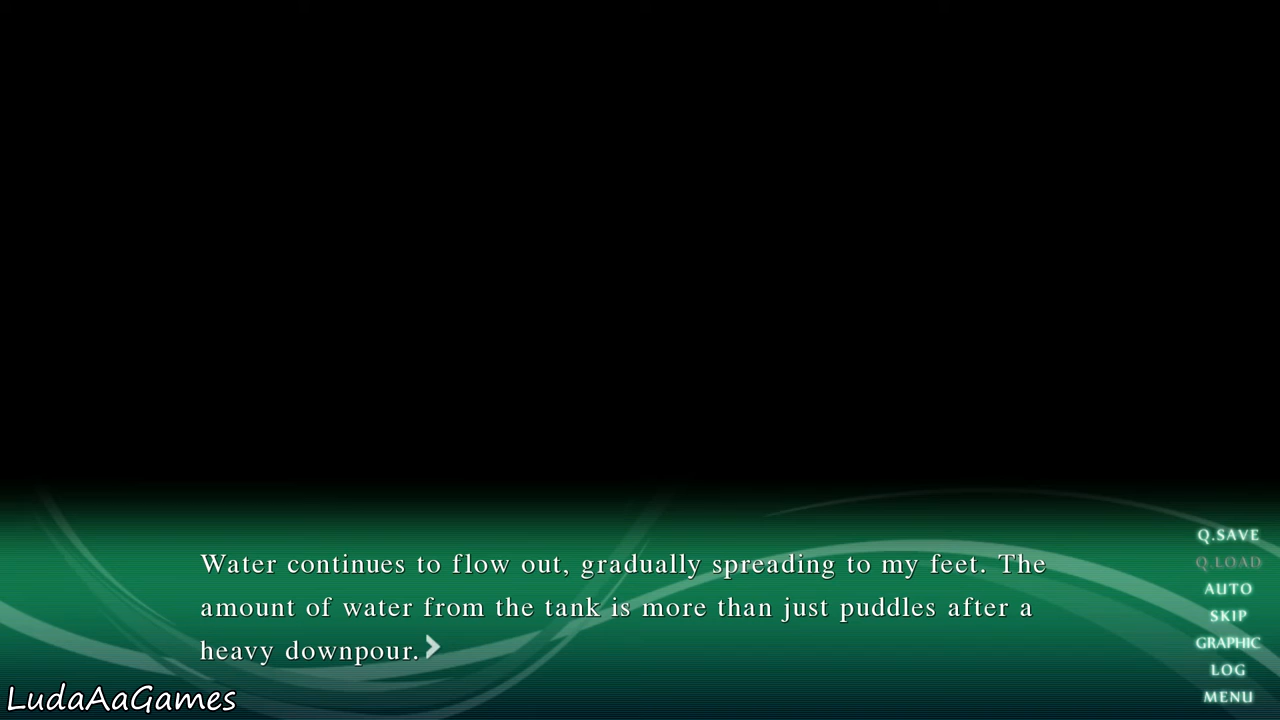 Water continues to flow out, gradually spreading to my feet. The
amount of water from the tank is more than just puddles after a
heavy downpour.
Q.SAVE
Q.LOAD
AUTO
SKIP
GRAPHIC
LOG
MENU
LudaAaGames